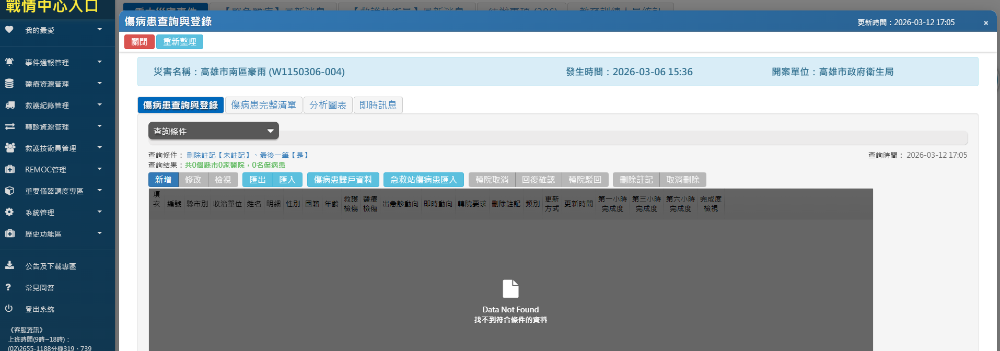 戰情中心入口
我的最愛
事件通報管理
醫療資源管理
救護紀錄管理
轉診資源管理
救護技術員管理
REMOC管理
重要儀器調度專區
系統管理
歷史功能區
公告及下載專區
常見問答
登出系統
《客服資訊》
上班時間(9時~18時)：
(02)2655-1188分機319、739
傷病患查詢與登錄
更新時間：2026-03-12 17:05
×
關閉 重新整理
災害名稱：高雄市南區豪雨 (W1150306-004) 發生時間：2026-03-06 15:36 開案單位：高雄市政府衛生局
傷病患查詢與登錄 傷病患完整清單 分析圖表 即時訊息
查詢條件
查詢條件： 刪除註記【未註記】、最後一筆【是】 查詢時間： 2026-03-12 17:05
查詢結果：共0個縣市0家醫院，0名傷病患
新增 修改 檢視 匯出 匯入 傷病患歸戶資料 急救站傷病患匯入 轉院取消 回復確認 轉院駁回 刪除註記 取消刪除
項次 編號 縣市別 收治單位 姓名 明細 性別 國籍 年齡 救護檢傷 醫療檢傷 出急診動向 即時動向 轉院要求 刪除註記 類別 更新方式 更新時間 第一小時完成度 第三小時完成度 第六小時完成度 完成度檢視
Data Not Found
找不到符合條件的資料